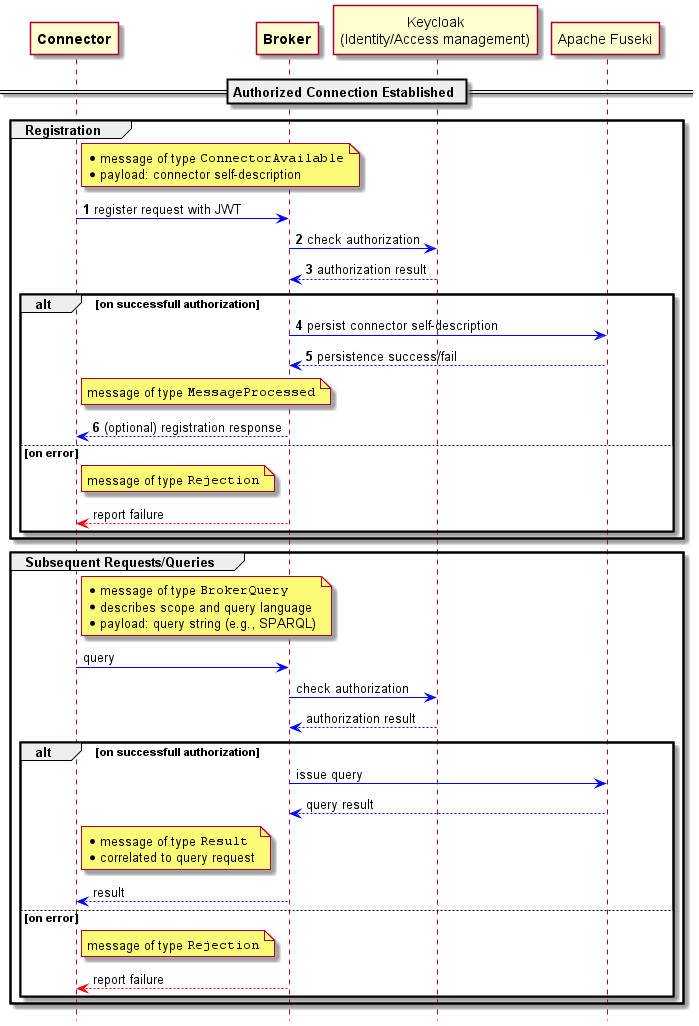 Connector
Broker
Keycloak
(Identity/Access management)
Apache Fuseki
Authorized Connection Established
Registration
• message of type ConnectorAvailable
• payload: connector self-description
1 register request with JWT
2 check authorization
3 authorization result
alt [on successfull authorization]
4 persist connector self-description
5 persistence success/fail
message of type MessageProcessed
6 (optional) registration response
[on error]
message of type Rejection
report failure
Subsequent Requests/Queries
• message of type BrokerQuery
• describes scope and query language
• payload: query string (e.g., SPARQL)
query
check authorization
authorization result
alt [on successfull authorization]
issue query
query result
• message of type Result
• correlated to query request
result
[on error]
message of type Rejection
report failure